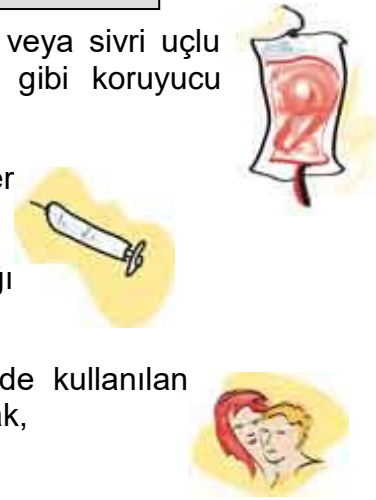 veya sivri uçlu
gibi koruyucu
er
ğı
de kullanılan
ak,